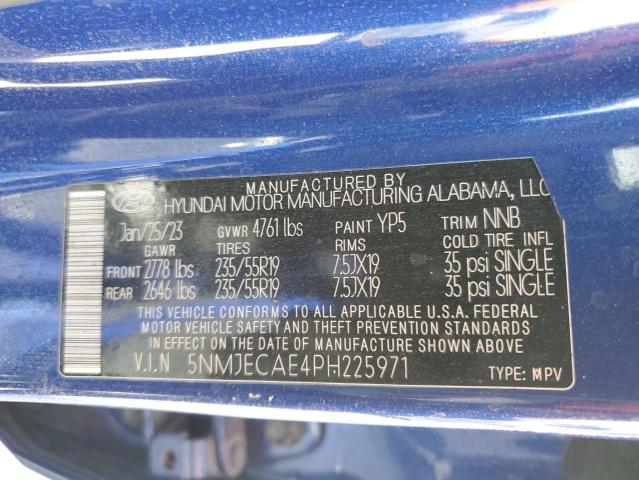 MANUFACTURED BY
HYUNDAI MOTOR MANUFACTURING ALABAMA, LLC
Jan/25/23 GVWR 4761 lbs PAINT YP5 TRIM NNB
GAWR TIRES RIMS COLD TIRE INFL
FRONT 2778 lbs 235/55R19 7.5JX19 35 psi SINGLE
REAR 2646 lbs 235/55R19 7.5JX19 35 psi SINGLE
THIS VEHICLE CONFORMS TO ALL APPLICABLE U.S.A. FEDERAL
MOTOR VEHICLE SAFETY AND THEFT PREVENTION STANDARDS
IN EFFECT ON THE DATE OF MANUFACTURE SHOWN ABOVE.
V.I.N 5NMJECAE4PH225971 TYPE: MPV